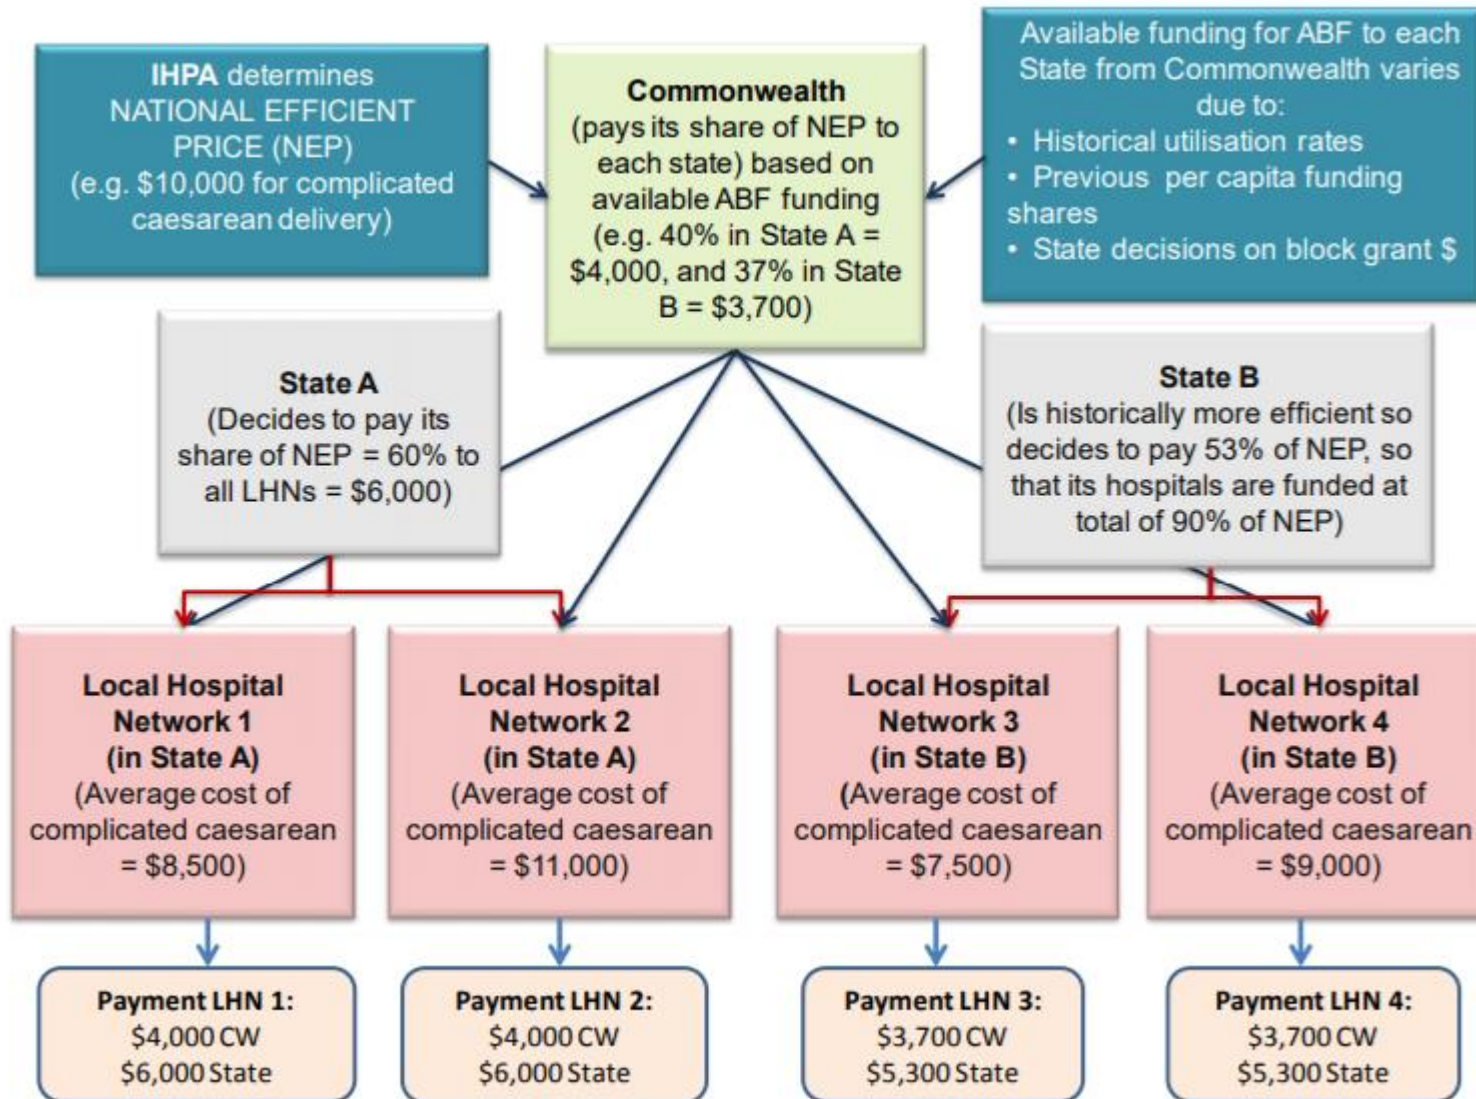 IHPA determines
NATIONAL EFFICIENT
PRICE (NEP)
(e.g. $10,000 for complicated
caesarean delivery)
Commonwealth
(pays its share of NEP to
each state) based on
available ABF funding
(e.g. 40% in State A =
$4,000, and 37% in State
B = $3,700)
Available funding for ABF to each
State from Commonwealth varies
due to:
• Historical utilisation rates
• Previous per capita funding
shares
• State decisions on block grant $
State A
(Decides to pay its
share of NEP = 60% to
all LHNs = $6,000)
State B
(Is historically more efficient so
decides to pay 53% of NEP, so
that its hospitals are funded at
total of 90% of NEP)
Local Hospital
Network 1
(in State A)
(Average cost of
complicated caesarean
= $8,500)
Local Hospital
Network 2
(in State A)
(Average cost of
complicated caesarean
= $11,000)
Local Hospital
Network 3
(in State B)
(Average cost of
complicated caesarean
= $7,500)
Local Hospital
Network 4
(in State B)
(Average cost of
complicated caesarean
= $9,000)
Payment LHN 1:
$4,000 CW
$6,000 State
Payment LHN 2:
$4,000 CW
$6,000 State
Payment LHN 3:
$3,700 CW
$5,300 State
Payment LHN 4:
$3,700 CW
$5,300 State